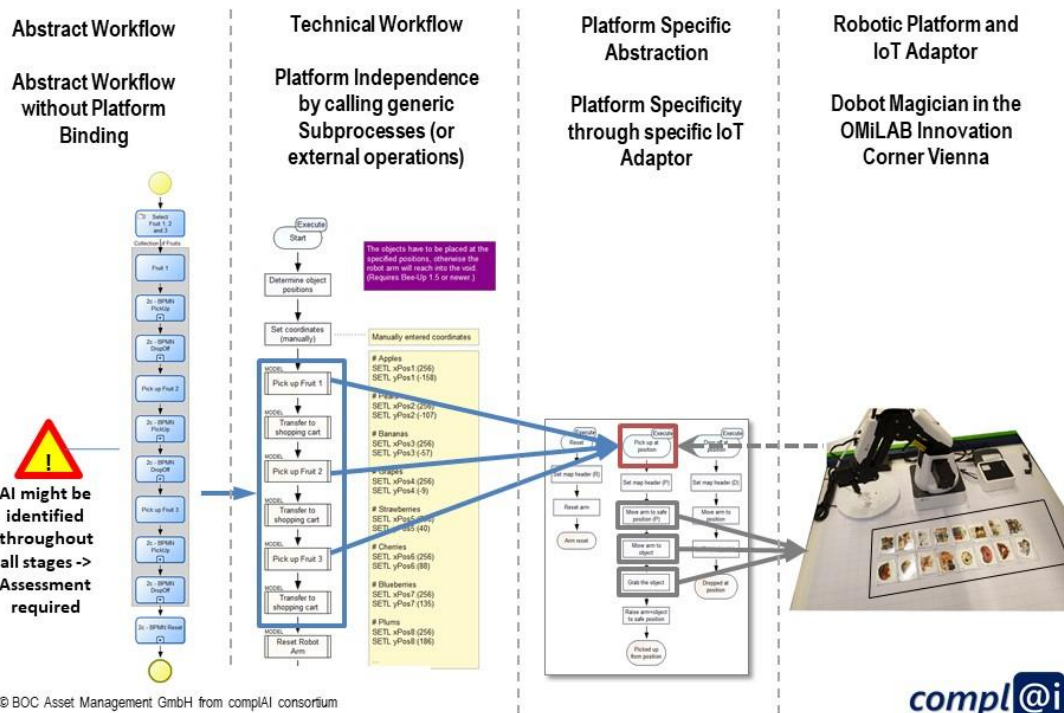 Abstract Workflow
Abstract Workflow
without Platform
Binding
Technical Workflow
Platform Independence
by calling generic
Subprocesses (or
external operations)
Platform Specific
Abstraction
Platform Specificity
through specific IoT
Adaptor
Robotic Platform and
IoT Adaptor
Dobot Magician in the
OMiLAB Innovation
Corner Vienna
Select
Fruit 1, 2
and 3
Collection of Fruits
Fruit 1
2c - BPMN
PickUp
2c - BPMN
DropOff
Pick up Fruit 2
2c - BPMN
PickUp
2c - BPMN
DropOff
Pick up Fruit 3
2c - BPMN
PickUp
2c - BPMN
DropOff
2c - BPMN Reset
!
AI might be
identified
throughout
all stages ->
Assessment
required
Execute
Start
Determine object
positions
Set coordinates
(manually)
MODEL
Pick up Fruit 1
MODEL
Transfer to
shopping cart
MODEL
Pick up Fruit 2
MODEL
Transfer to
shopping cart
MODEL
Pick up Fruit 3
MODEL
Transfer to
shopping cart
MODEL
Reset Robot
Arm
The objects have to be placed at the
specified positions, otherwise the
robot arm will reach into the void.
(Requires Bee-Up 1.5 or newer.)
Manually entered coordinates
# Apples
SETL xPos1:(256)
SETL yPos1:(-158)
# Pears
SETL xPos2:(256)
SETL yPos2:(-107)
# Bananas
SETL xPos3:(256)
SETL yPos3:(-57)
# Grapes
SETL xPos4:(256)
SETL yPos4:(-9)
# Strawberries
SETL
(40)
# Cherries
SETL xPos6:(256)
SETL yPos6:(88)
# Blueberries
SETL xPos7:(256)
SETL yPos7:(135)
# Plums
SETL xPos8:(256)
SETL yPos8:(186)
...
Execute
Reset
Set map header (R)
Reset arm
Arm reset
Execute
Pick up at
position
Set map header (P)
Move arm to safe
position (P)
Move arm to
object
Grab the object
Raise arm+object
to safe position
Picked up
from position
Execute
position
Set map header (D)
Move arm to
position
Dropped at
position
© BOC Asset Management GmbH from complAI consortium
compl@i